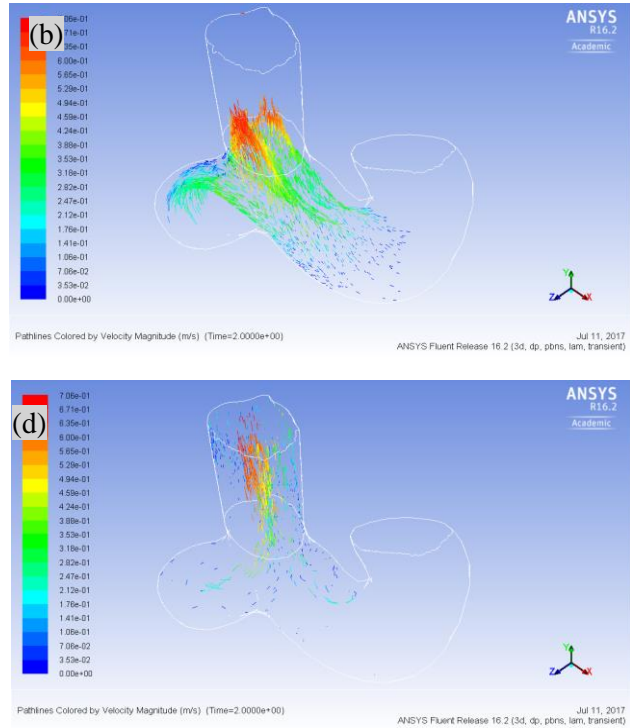 (b)
06e-01
71e-01
35e-01
6.00e-01
5.65e-01
5.29e-01
4.94e-01
4.59e-01
4.24e-01
3.88e-01
3.53e-01
3.18e-01
2.82e-01
2.47e-01
2.12e-01
1.76e-01
1.41e-01
1.06e-01
7.06e-02
3.53e-02
0.00e+00
ANSYS
R16.2
Academic
Y
Z
X
Pathlines Colored by Velocity Magnitude (m/s) (Time=2.0000e+00)
Jul 11, 2017
ANSYS Fluent Release 16.2 (3d, dp, pbns, lam, transient)
(d)
7.06e-01
6.71e-01
6.35e-01
6.00e-01
5.65e-01
5.29e-01
4.94e-01
4.59e-01
4.24e-01
3.88e-01
3.53e-01
3.18e-01
2.82e-01
2.47e-01
2.12e-01
1.76e-01
1.41e-01
1.06e-01
7.06e-02
3.53e-02
0.00e+00
ANSYS
R16.2
Academic
Y
Z
X
Pathlines Colored by Velocity Magnitude (m/s) (Time=2.0000e+00)
Jul 11, 2017
ANSYS Fluent Release 16.2 (3d, dp, pbns, lam, transient)